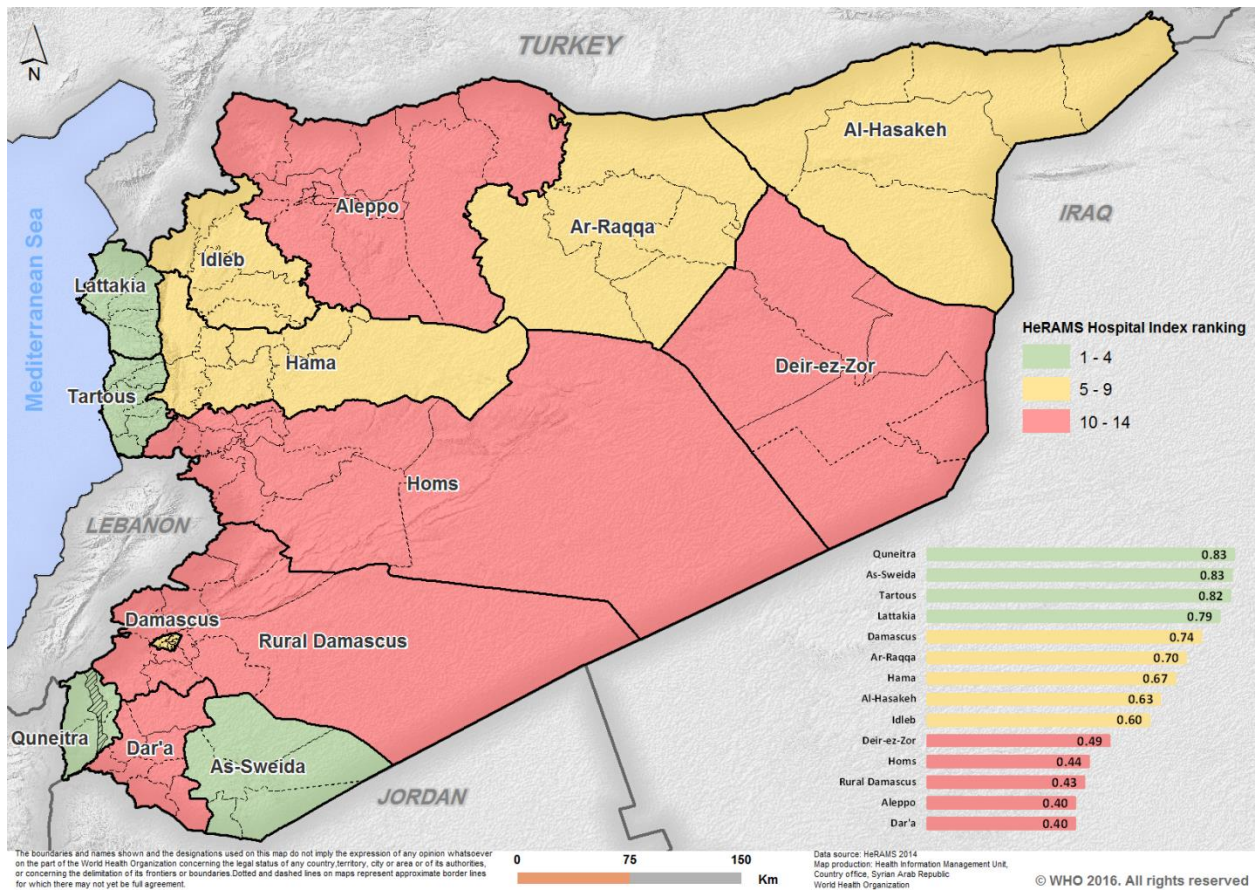 N
TURKEY
Al-Hasakeh
Aleppo
IRAQ
Ar-Raqqa
Idleb
Lattakia
Mediterranean Sea
HeRAMS Hospital Index ranking
1 - 4
5 - 9
10 - 14
Hama
Deir-ez-Zor
Tartous
Homs
LEBANON
Damascus
Rural Damascus
Quneitra
Dar'a
As-Sweida
JORDAN
Quneitra 0.83
As-Sweida 0.83
Tartous 0.82
Lattakia 0.79
Damascus 0.74
Ar-Raqqa 0.70
Hama 0.67
Al-Hasakeh 0.63
Idleb 0.60
Deir-ez-Zor 0.49
Homs 0.44
Rural Damascus 0.43
Aleppo 0.40
Dar'a 0.40
The boundaries and names shown and the designations used on this map do not imply the expression of any opinion whatsoever
on the part of the World Health Organization concerning the legal status of any country,territory, city or area or of its authorities,
or concerning the delimitation of its frontiers or boundaries.Dotted and dashed lines on maps represent approximate border lines
for which there may not yet be full agreement.
0 75 150
Km
Data source: HeRAMS 2014
Map production: Health Information Management Unit,
Country office, Syrian Arab Republic
World Health Organization
© WHO 2016. All rights reserved